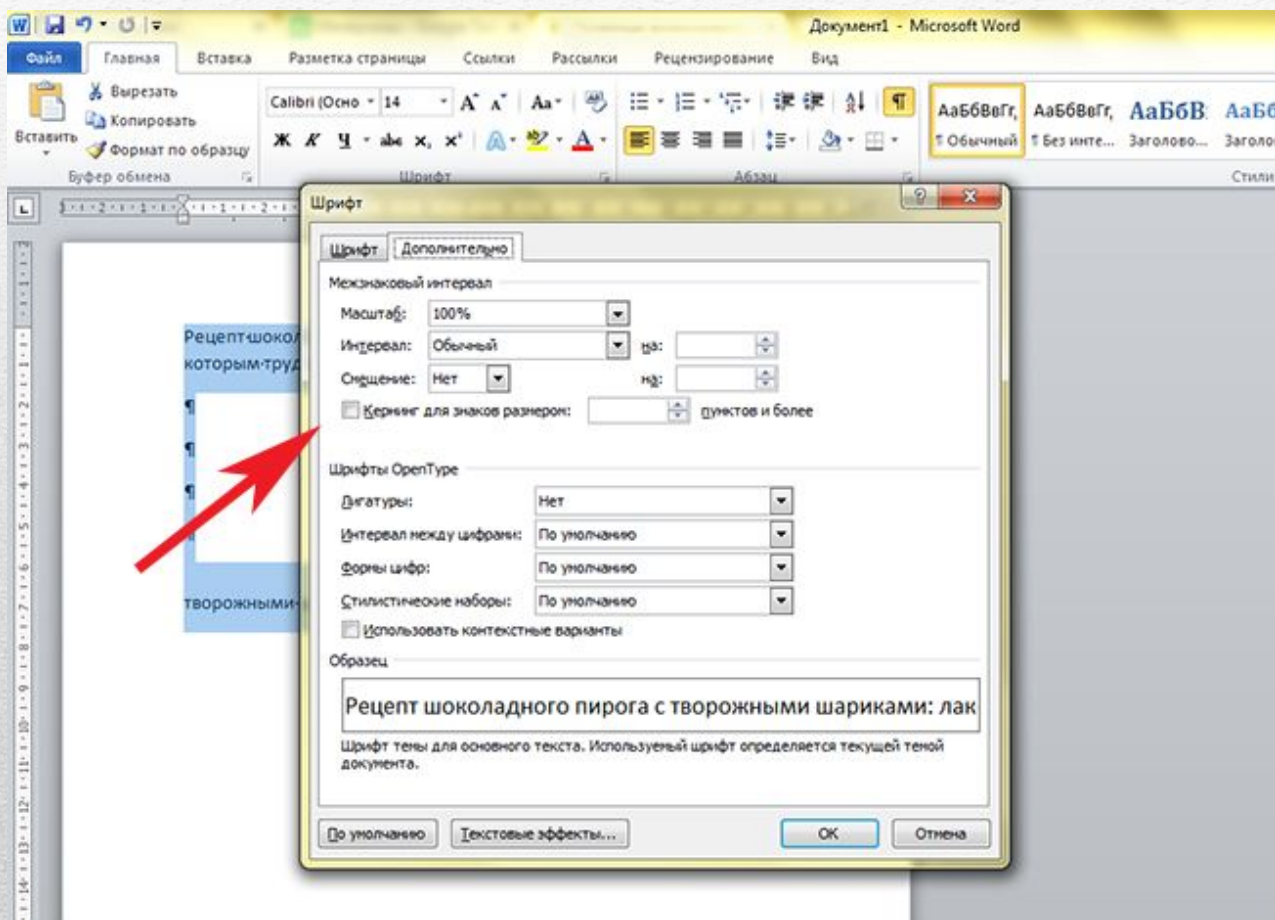 Документ1 - Microsoft Word
Файл Главная Вставка Разметка страницы Ссылки Рассылки Рецензирование Вид
Вставить
Вырезать
Копировать
Формат по образцу
Буфер обмена
Calibri (Осно 14
Ж К Ч abc x₂ x²
Шрифт
Абзац
АаБбВвГг, АаБбВвГг, АаБбВ АаБб
¶ Обычный ¶ Без инте... Заголово... Заголо
Стили
Рецепт·шокол
которым·труд
¶
¶
¶
¶
творожными·
Шрифт
Шрифт Дополнительно
Межзнаковый интервал
Масштаб: 100%
Интервал: Обычный на:
Смещение: Нет на:
Кернинг для знаков размером: пунктов и более
Шрифты OpenType
Лигатуры: Нет
Интервал между цифрами: По умолчанию
Формы цифр: По умолчанию
Стилистические наборы: По умолчанию
Использовать контекстные варианты
Образец
Рецепт шоколадного пирога с творожными шариками: лак
Шрифт темы для основного текста. Используемый шрифт определяется текущей темой
документа.
По умолчанию Текстовые эффекты... ОК Отмена